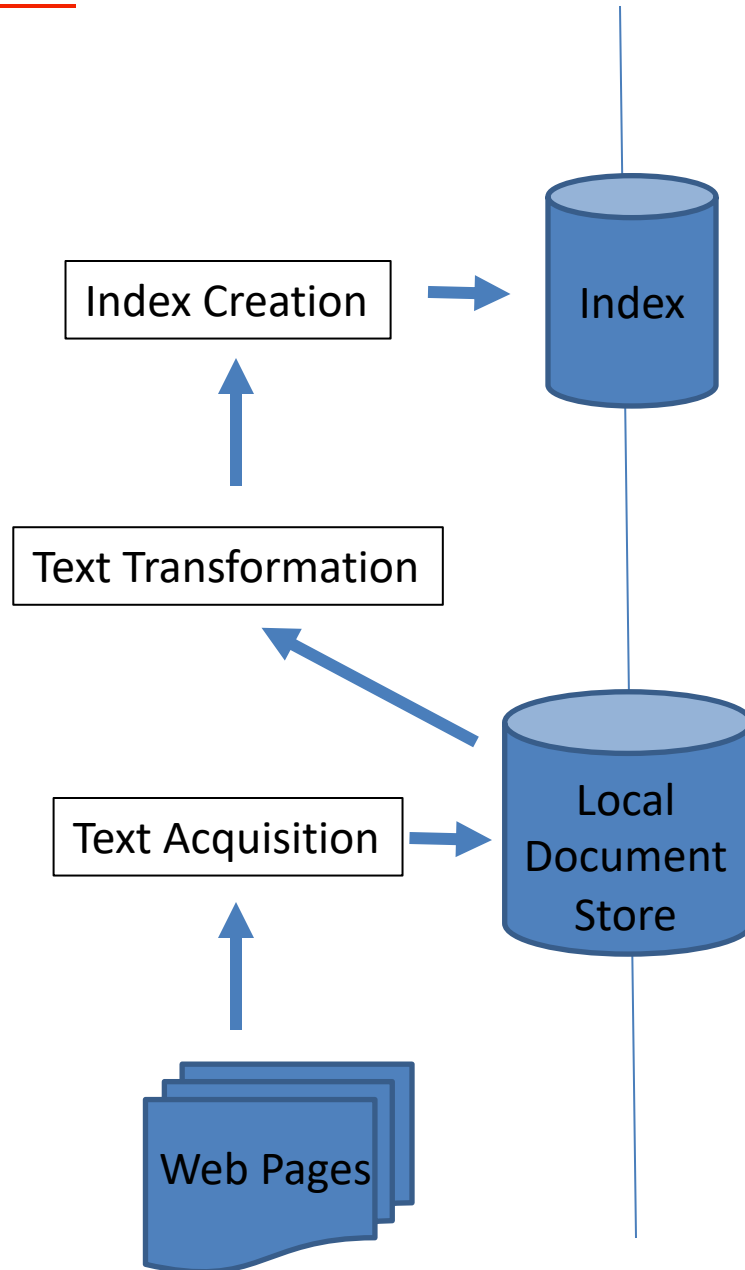 Index Creation
Index
Text Transformation
Text Acquisition
Local
Document
Store
Web Pages